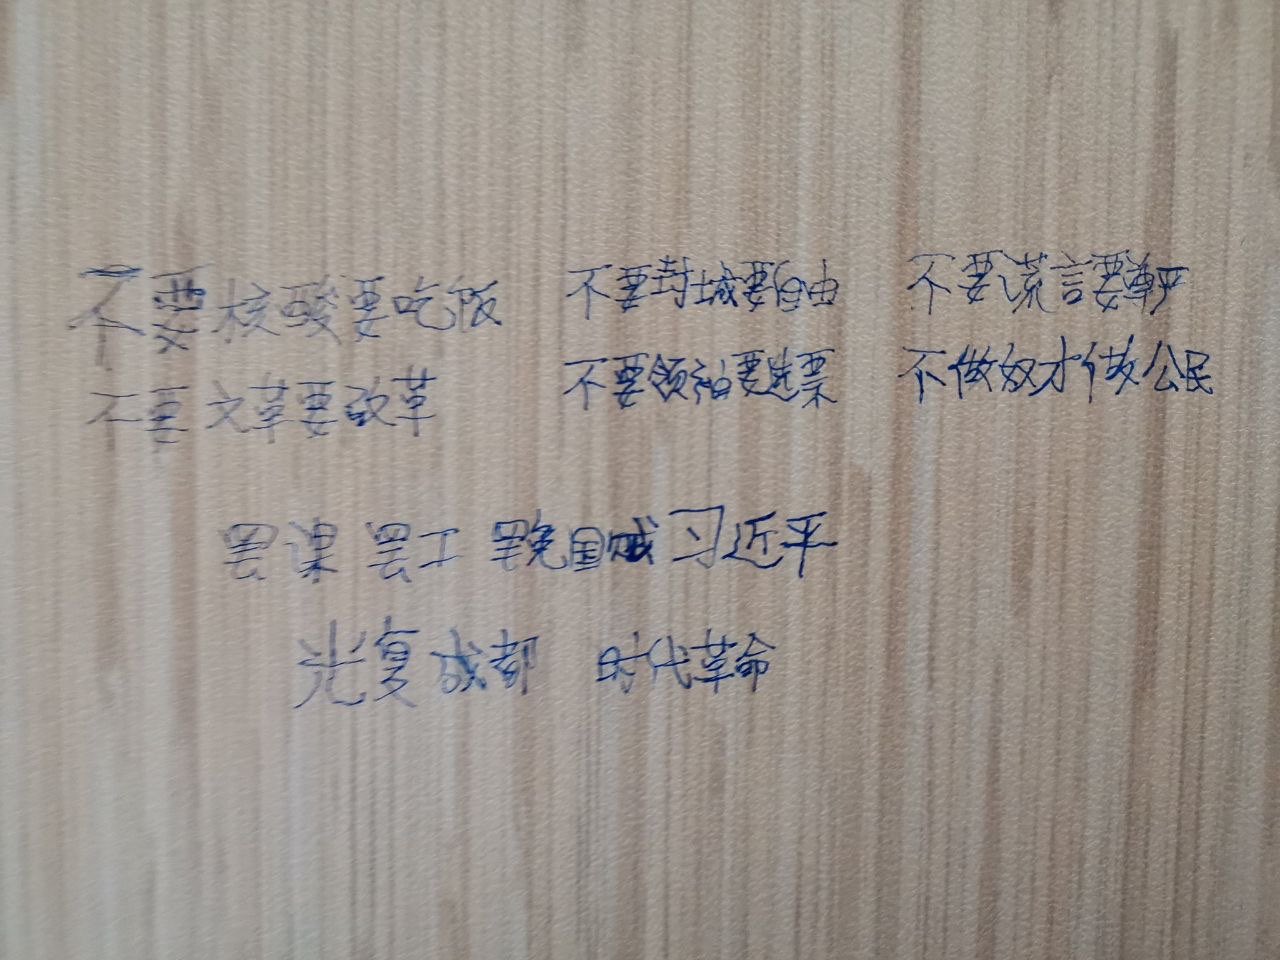 不要核酸要吃饭 不要封城要自由 不要谎言要尊严
不要文革要改革 不要领袖要选票 不做奴才做公民
罢课 罢工 罢免国贼习近平
光复成都 时代革命